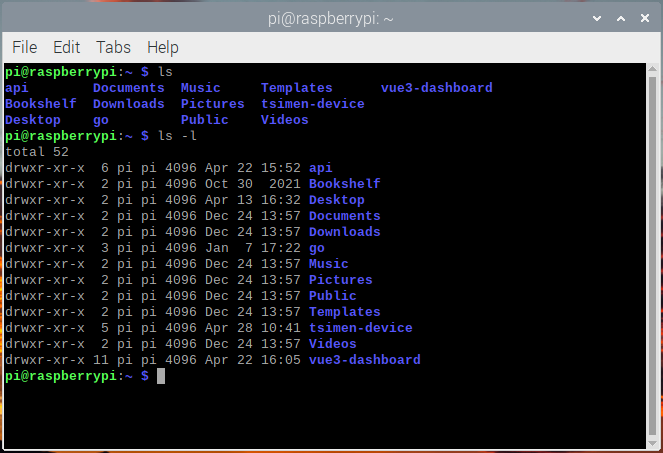 pi@raspberrypi: ~
File Edit Tabs Help
pi@raspberrypi:~ $ ls
api        Documents  Music     Templates      vue3-dashboard
Bookshelf  Downloads  Pictures  tsimen-device
Desktop    go         Public    Videos
pi@raspberrypi:~ $ ls -l
total 52
drwxr-xr-x  6 pi pi 4096 Apr 22 15:52 api
drwxr-xr-x  2 pi pi 4096 Oct 30  2021 Bookshelf
drwxr-xr-x  2 pi pi 4096 Apr 13 16:32 Desktop
drwxr-xr-x  2 pi pi 4096 Dec 24 13:57 Documents
drwxr-xr-x  2 pi pi 4096 Dec 24 13:57 Downloads
drwxr-xr-x  3 pi pi 4096 Jan  7 17:22 go
drwxr-xr-x  2 pi pi 4096 Dec 24 13:57 Music
drwxr-xr-x  2 pi pi 4096 Dec 24 13:57 Pictures
drwxr-xr-x  2 pi pi 4096 Dec 24 13:57 Public
drwxr-xr-x  2 pi pi 4096 Dec 24 13:57 Templates
drwxr-xr-x  5 pi pi 4096 Apr 28 10:41 tsimen-device
drwxr-xr-x  2 pi pi 4096 Dec 24 13:57 Videos
drwxr-xr-x 11 pi pi 4096 Apr 22 16:05 vue3-dashboard
pi@raspberrypi:~ $